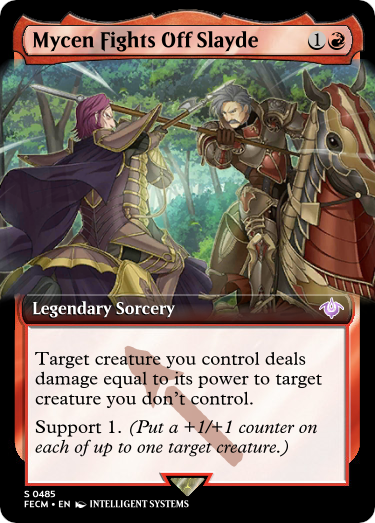 Mycen Fights Off Slayde 1
Legendary Sorcery
Target creature you control deals
damage equal to its power to target
creature you don't control.
Support 1. (Put a +1/+1 counter on
each of up to one target creature.)
S 0485
FECM • EN INTELLIGENT SYSTEMS